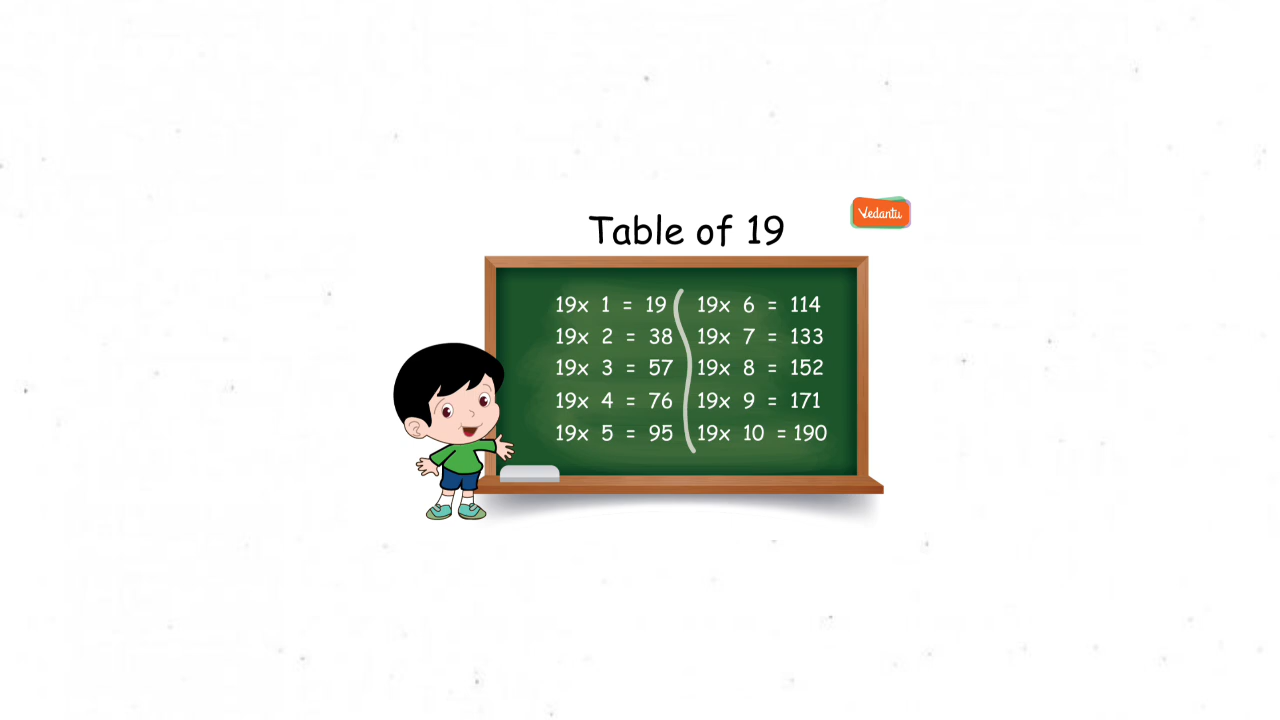 Vedantu
Table of 19
19x 1 = 19
19x 2 = 38
19x 3 = 57
19x 4 = 76
19x 5 = 95
19x 6 = 114
19x 7 = 133
19x 8 = 152
19x 9 = 171
19x 10 = 190